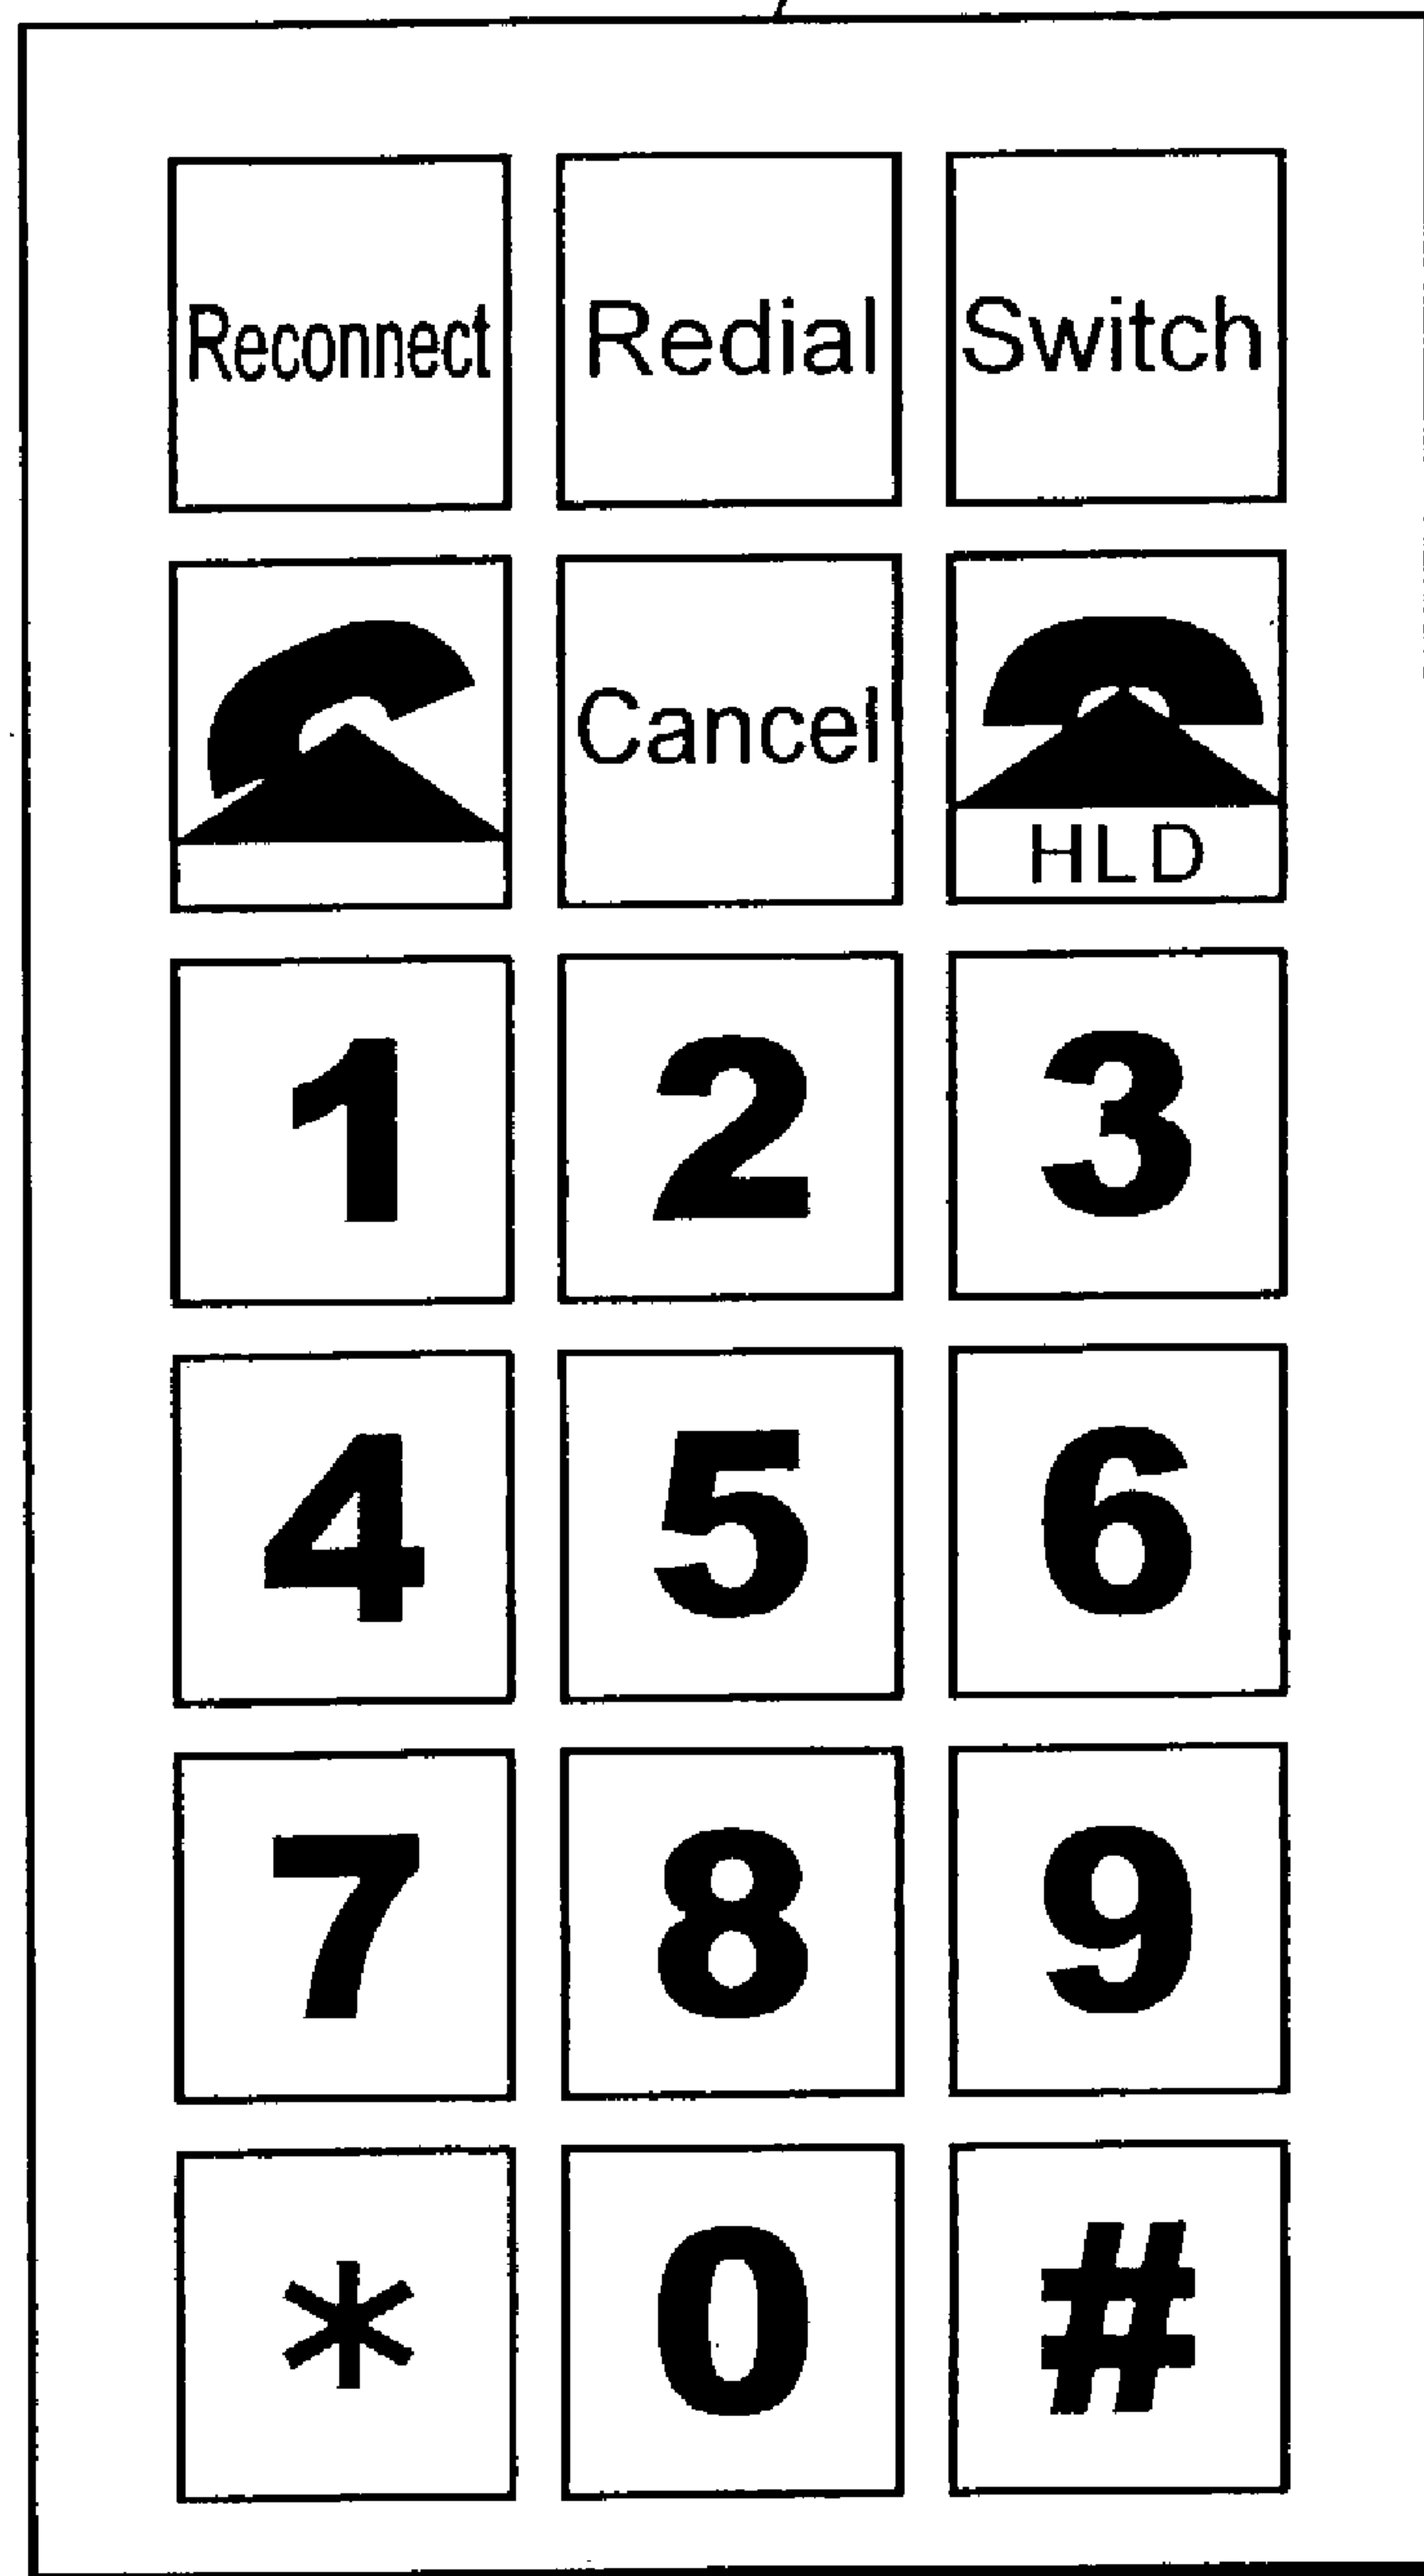 Reconnect Redial Switch
Cancel
HLD
1 2 3
4 5 6
7 8 9
* 0 #